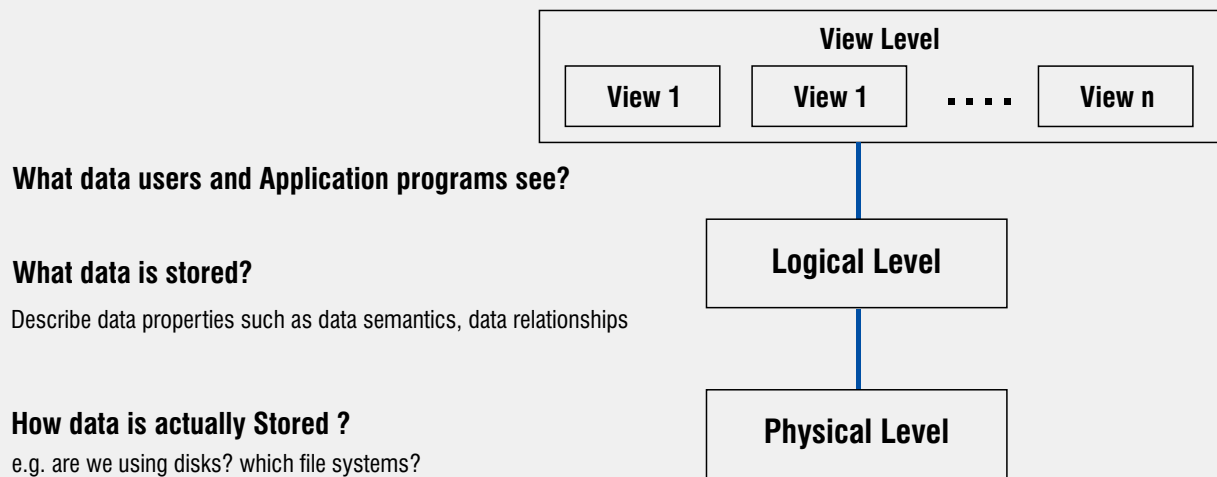 View Level
View 1 View 1 .... View n
What data users and Application programs see?
Logical Level
What data is stored?
Describe data properties such as data semantics, data relationships
Physical Level
How data is actually Stored ?
e.g. are we using disks? which file systems?